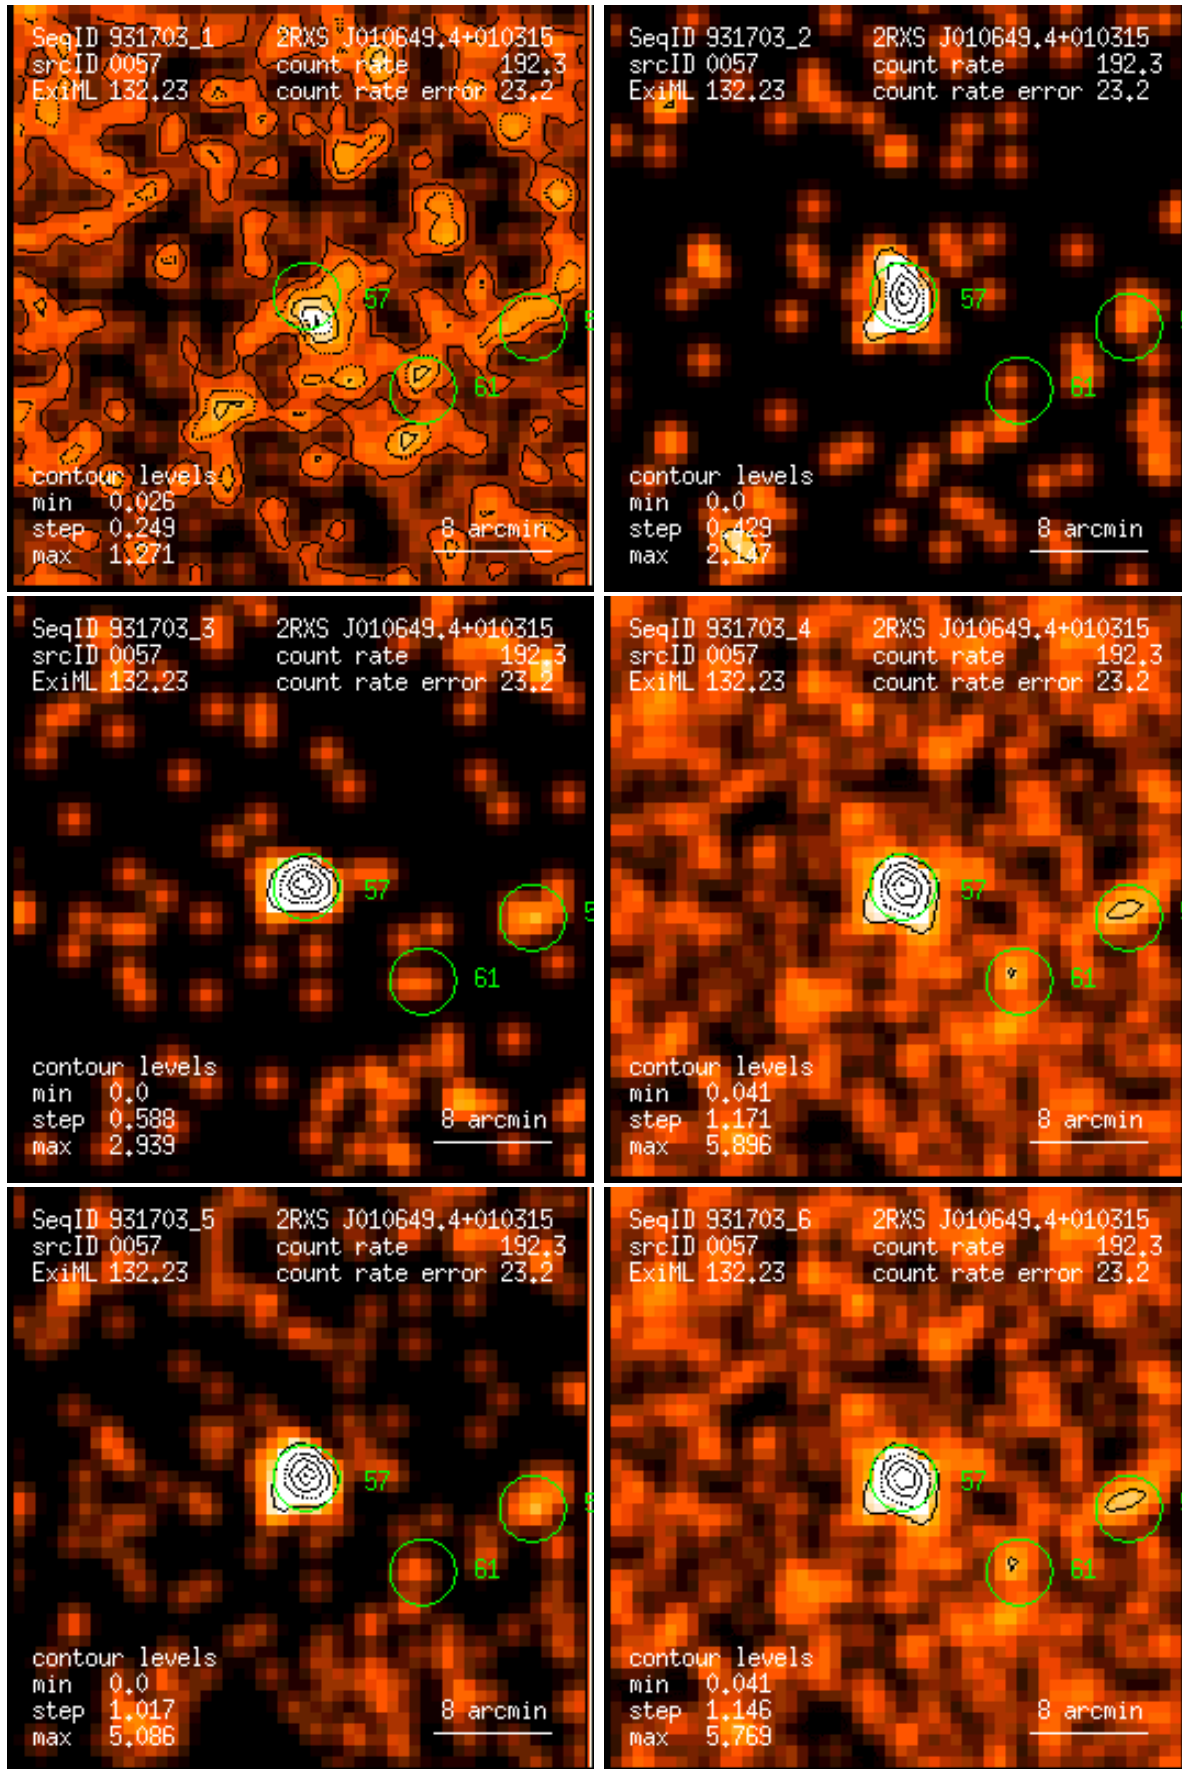 SeqID 931703_1 2RXS J010649.4+010315
srcID 0057 count rate 192.3
ExiML 132.23 count rate error 23.2
57
61
contour levels
min 0.026
step 0.249 8 arcmin
max 1.271
SeqID 931703_2 2RXS J010649.4+010315
srcID 0057 count rate 192.3
ExiML 132.23 count rate error 23.2
57
61
contour levels
min 0.0
step 0.429 8 arcmin
max 2.147
SeqID 931703_3 2RXS J010649.4+010315
srcID 0057 count rate 192.3
ExiML 132.23 count rate error 23.2
57
61
contour levels
min 0.0
step 0.588 8 arcmin
max 2.939
SeqID 931703_4 2RXS J010649.4+010315
srcID 0057 count rate 192.3
ExiML 132.23 count rate error 23.2
57
61
contour levels
min 0.041
step 1.171 8 arcmin
max 5.896
SeqID 931703_5 2RXS J010649.4+010315
srcID 0057 count rate 192.3
ExiML 132.23 count rate error 23.2
57
61
contour levels
min 0.0
step 1.017 8 arcmin
max 5.086
SeqID 931703_6 2RXS J010649.4+010315
srcID 0057 count rate 192.3
ExiML 132.23 count rate error 23.2
57
61
contour levels
min 0.041
step 1.146 8 arcmin
max 5.769